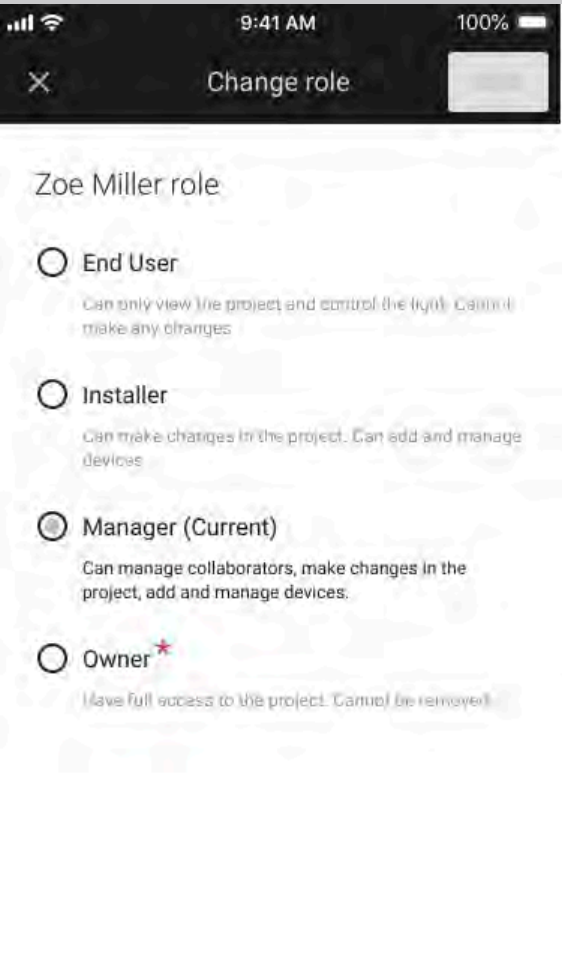 9:41 AM 100%
Change role
Zoe Miller role
End User
Can only view the project and control the light. Cannot
make any changes
Installer
Can make changes in the project. Can add and manage
devices
Manager (Current)
Can manage collaborators, make changes in the
project, add and manage devices.
Owner*
Have full access to the project. Cannot be removed.